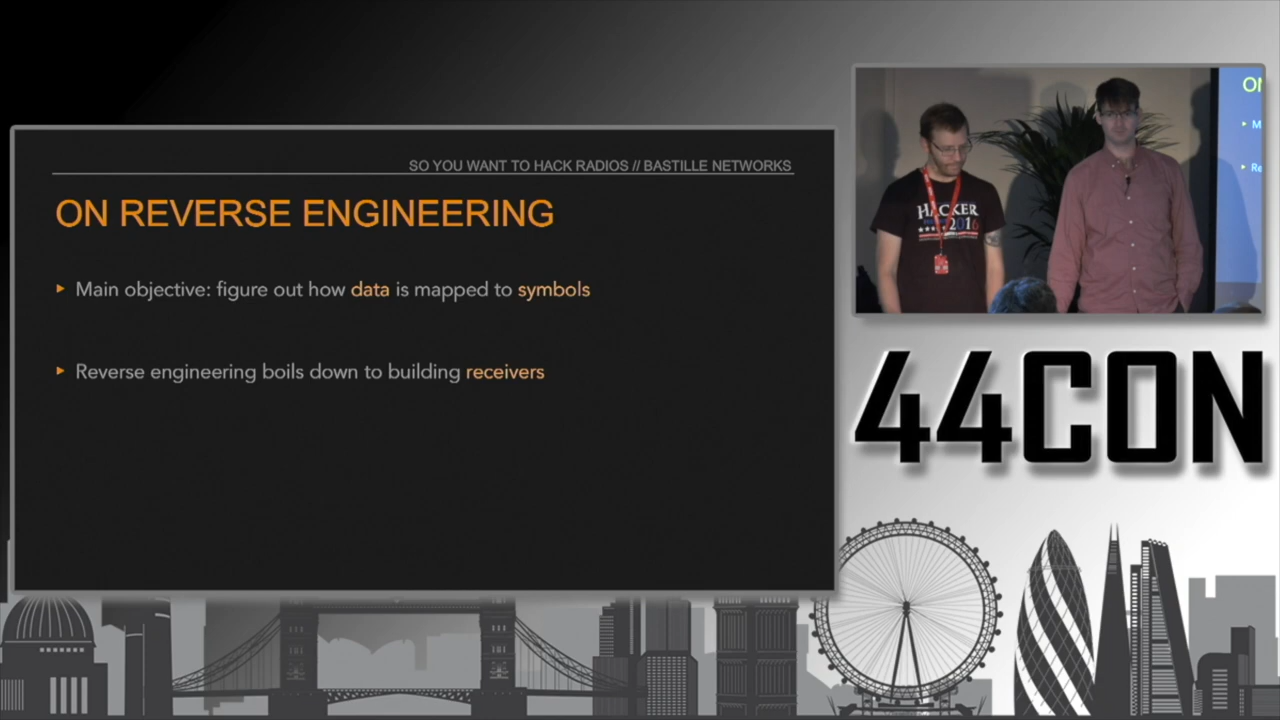 SO YOU WANT TO HACK RADIOS // BASTILLE NETWORKS
ON REVERSE ENGINEERING
Main objective: figure out how data is mapped to symbols
Reverse engineering boils down to building receivers
HACKER
2016
44CON